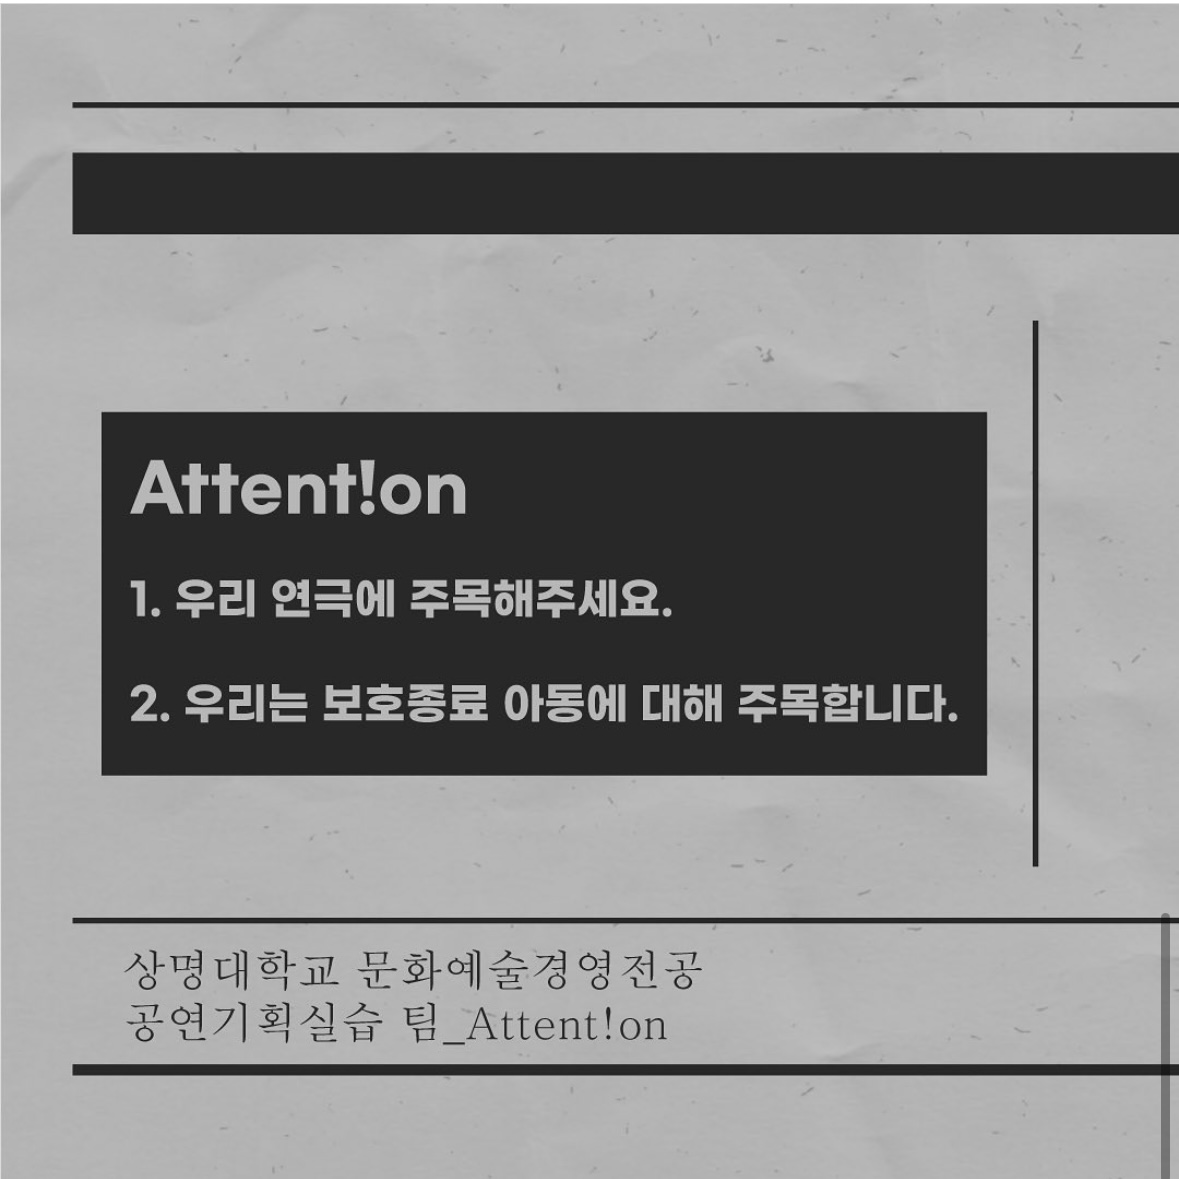 Attent!on
1. 우리 연극에 주목해주세요.
2. 우리는 보호종료 아동에 대해 주목합니다.
상명대학교 문화예술경영전공
공연기획실습 팀_Attent!on